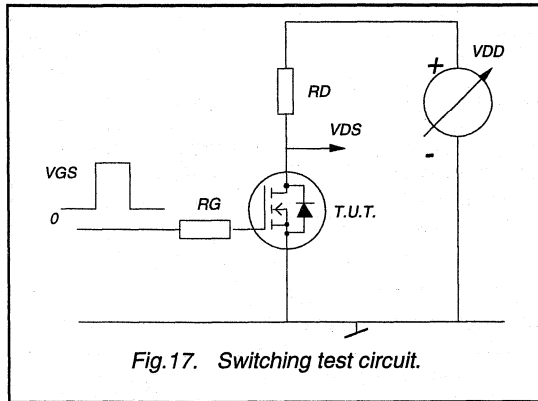 VDD
+
RD
VDS
-
VGS
0
RG
T.U.T.
Fig.17. Switching test circuit.